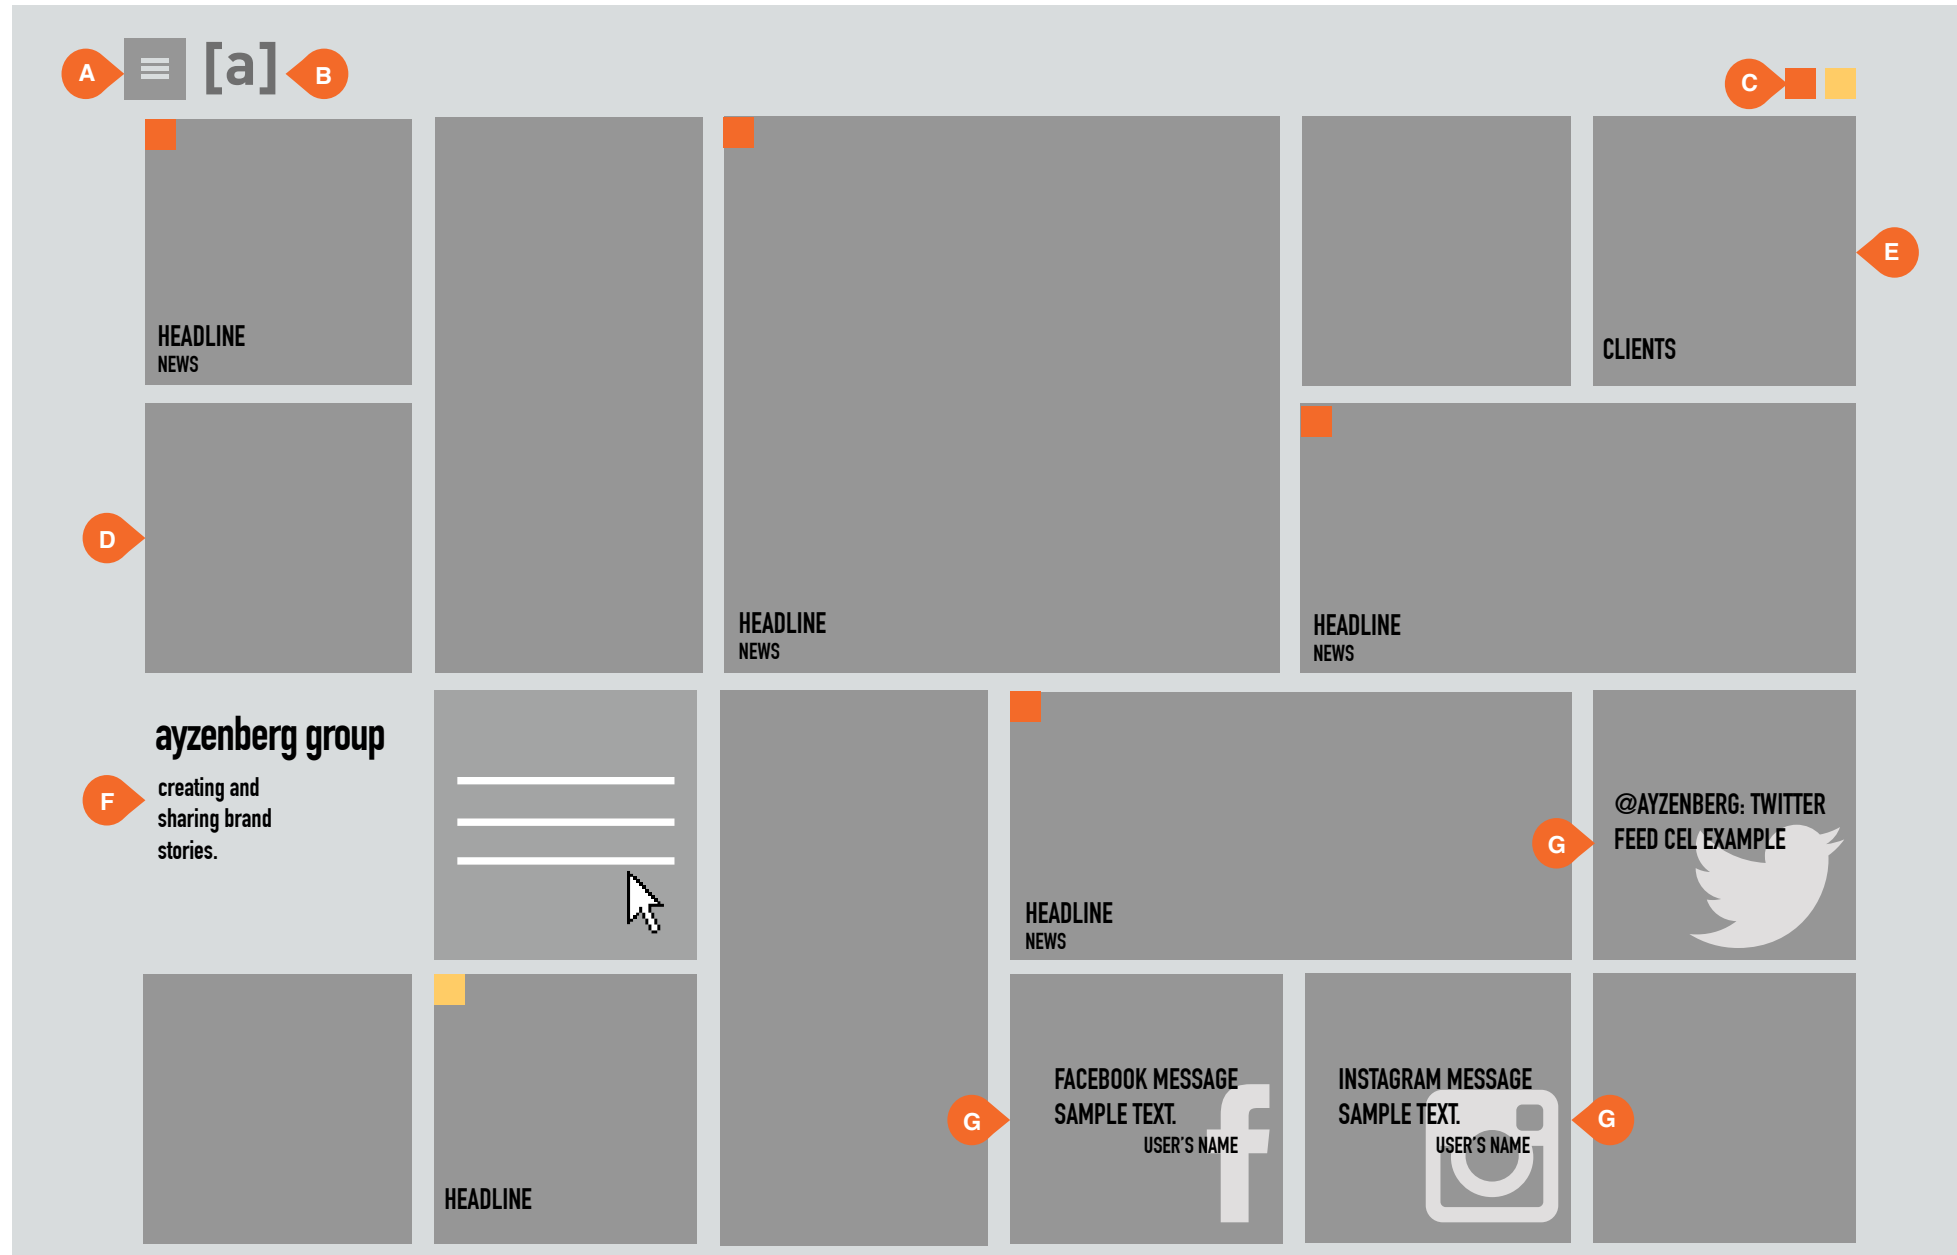 A
[a]
B
C
HEADLINE
NEWS
CLIENTS
E
D
HEADLINE
NEWS
HEADLINE
NEWS
ayzenberg group
creating and
sharing brand
stories.
F
@AYZENBERG: TWITTER
FEED CEL EXAMPLE
G
HEADLINE
NEWS
HEADLINE
G
FACEBOOK MESSAGE
SAMPLE TEXT.
USER'S NAME
INSTAGRAM MESSAGE
SAMPLE TEXT.
USER'S NAME
G